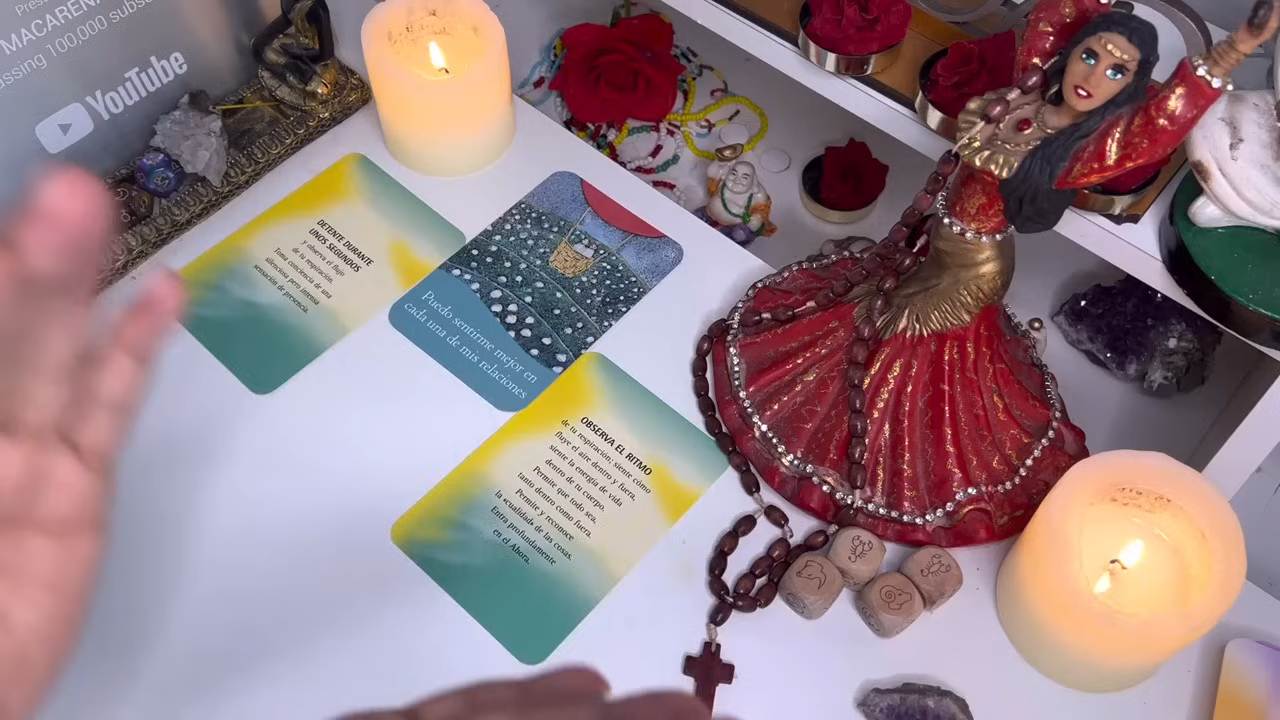 MACARENA
100,000
YouTube
DETENTE DURANTE
UNOS SEGUNDOS
y observa el flujo
de tu respiración.
Toma conciencia de una
silenciosa pero intensa
sensación de presencia.
Puedo sentirme mejor en
cada una de mis relaciones
OBSERVA EL RITMO
de tu respiración; siente cómo
fluye el aire dentro y fuera,
siente la energía de vida
dentro de tu cuerpo.
Permite que todo sea,
tanto dentro como fuera.
Permite y reconoce
la «cualidad» de las cosas.
Entra profundamente
en el Ahora.